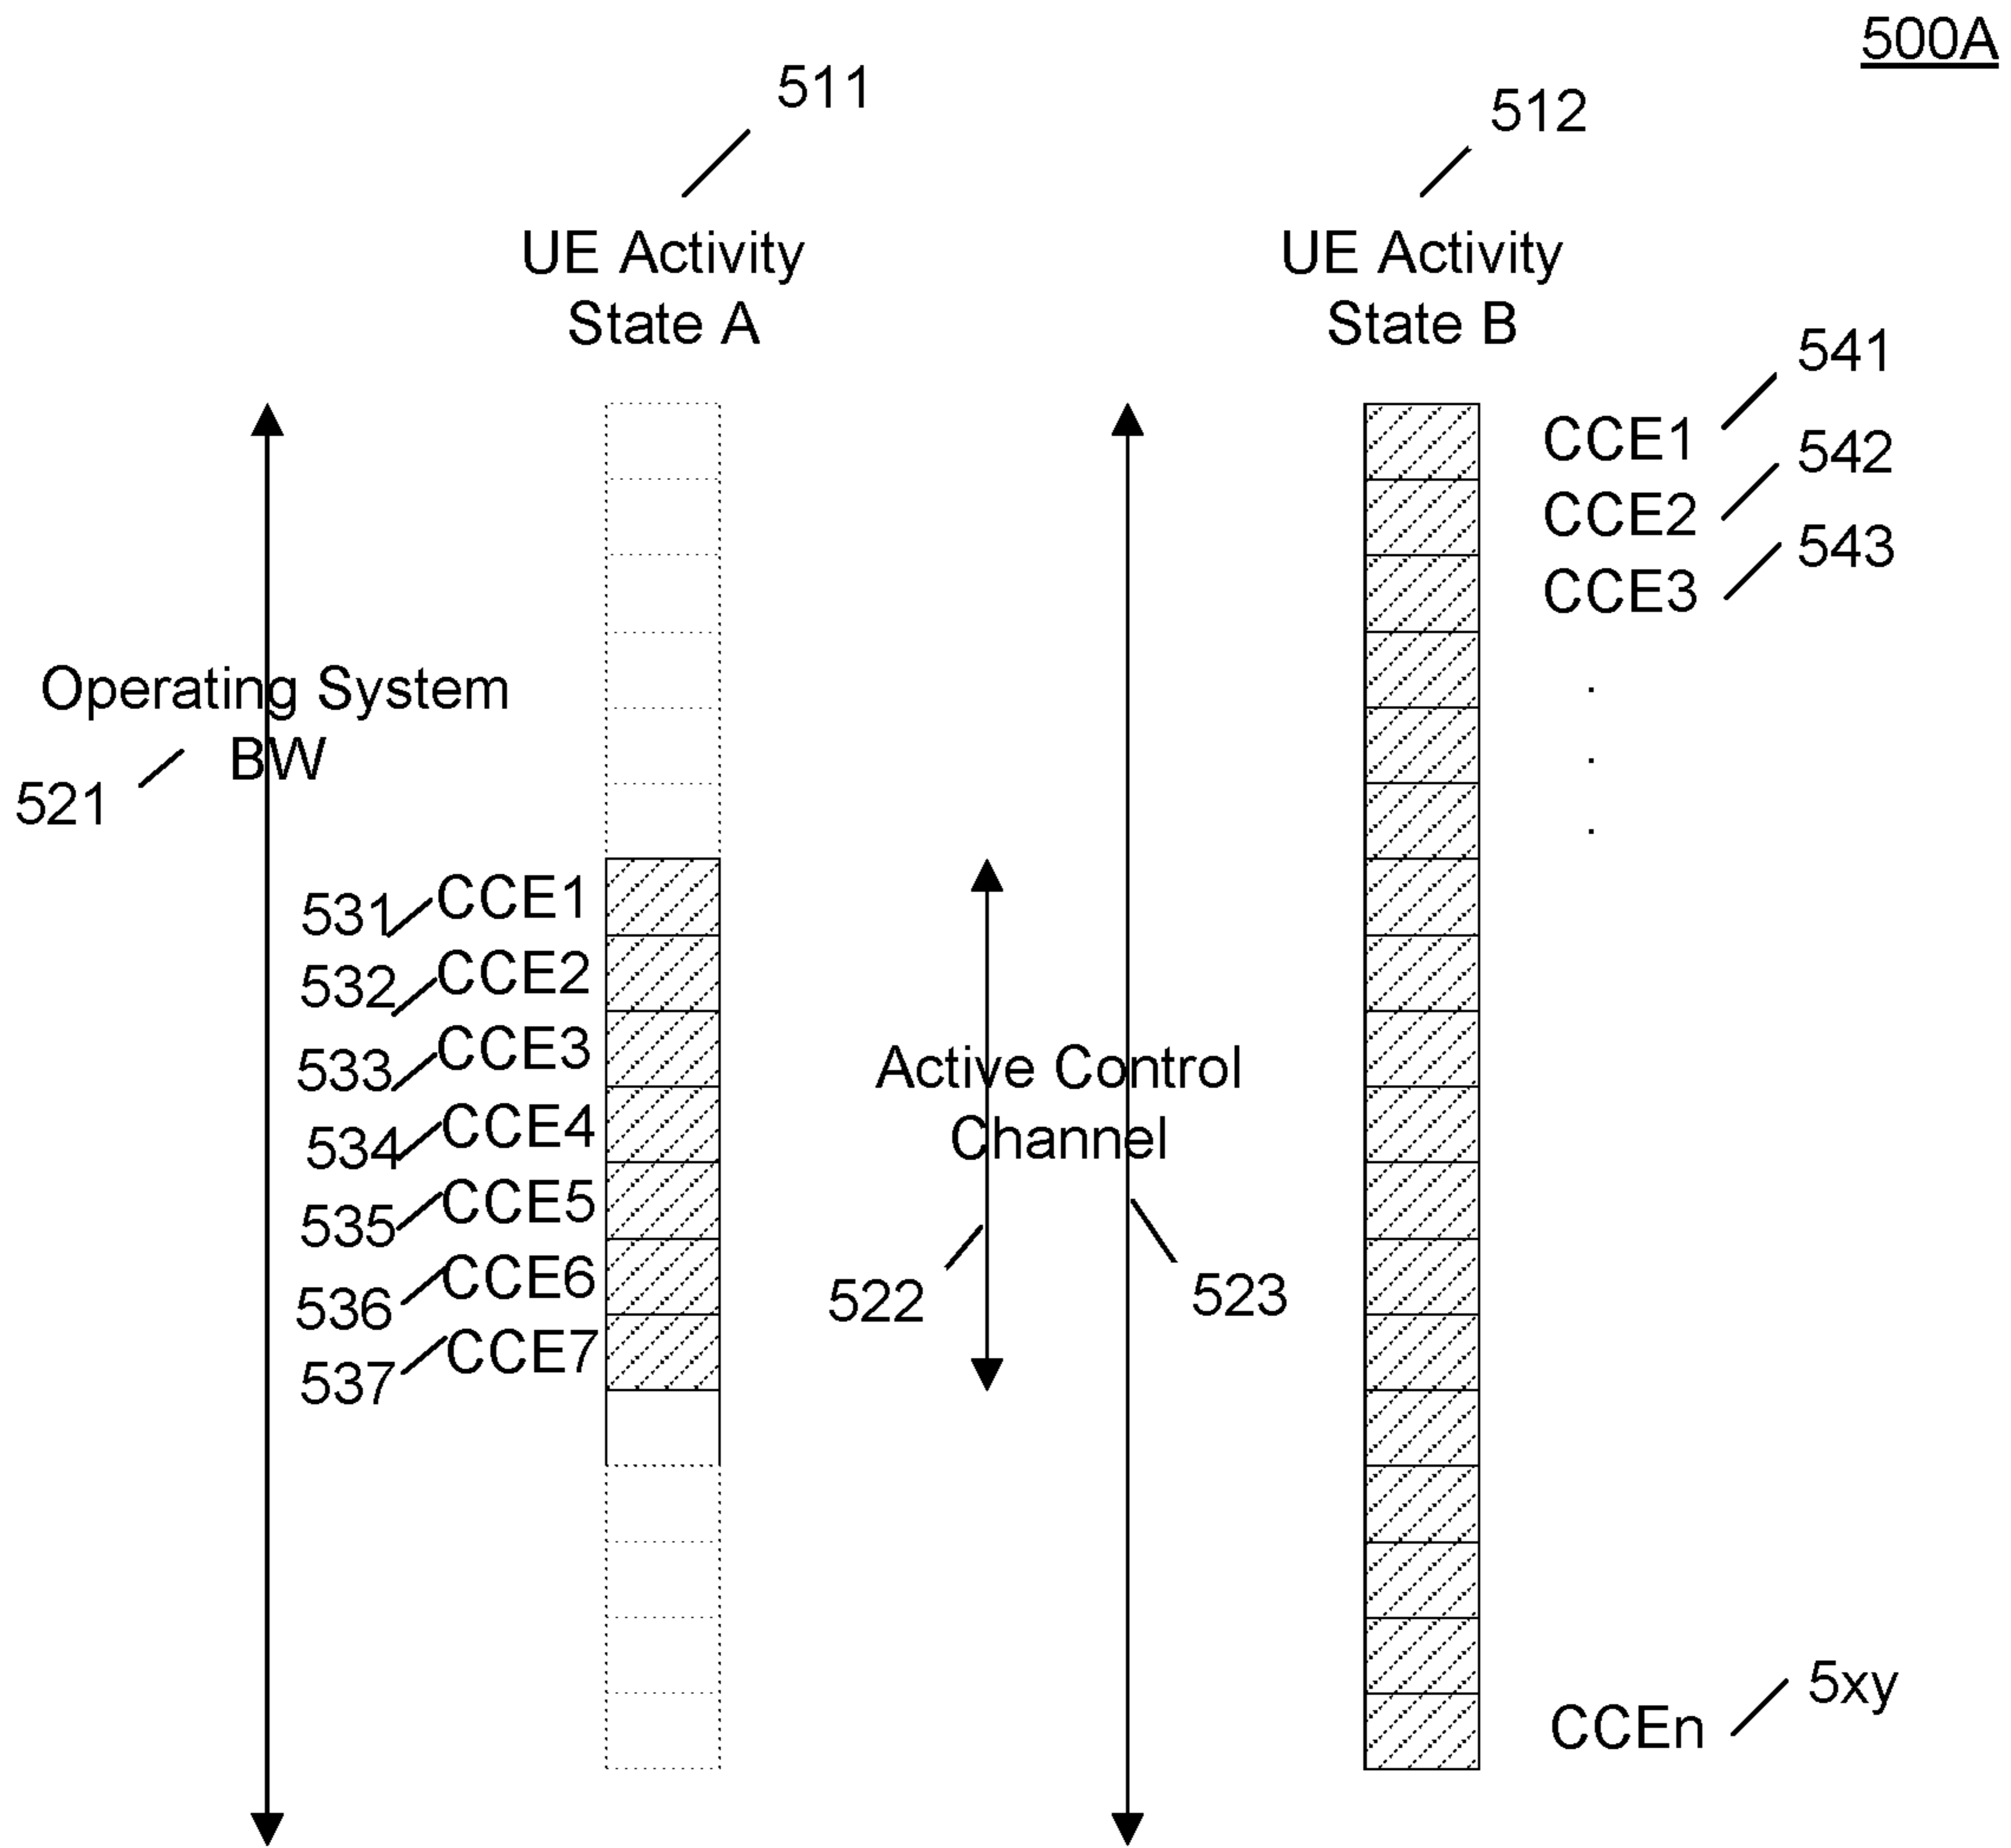 500A
511
512
UE Activity
State A
UE Activity
State B
541
CCE1
542
CCE2
543
CCE3
.
.
.
Operating System
BW
521
531
CCE1
532
CCE2
533
CCE3
534
CCE4
535
CCE5
536
CCE6
537
CCE7
Active Control
Channel
522
523
5xy
CCEn